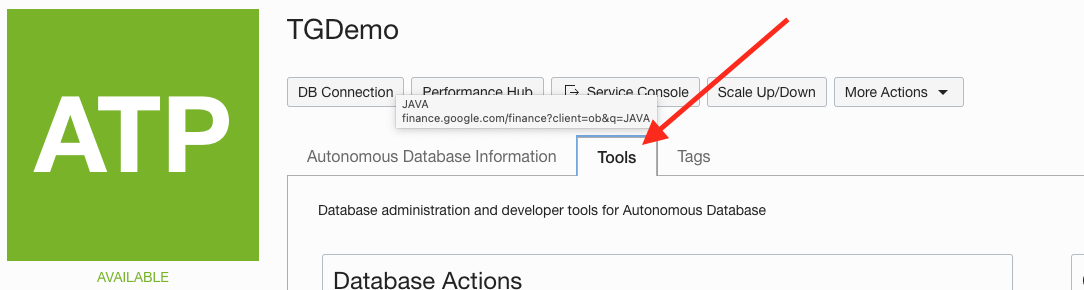 TGDemo
ATP
DB Connection
Performance Hub
Service Console
Scale Up/Down
More Actions
JAVA
finance.google.com/finance?client=ob&q=JAVA
Autonomous Database Information
Tools
Tags
Database administration and developer tools for Autonomous Database
AVAILABLE
Database Actions